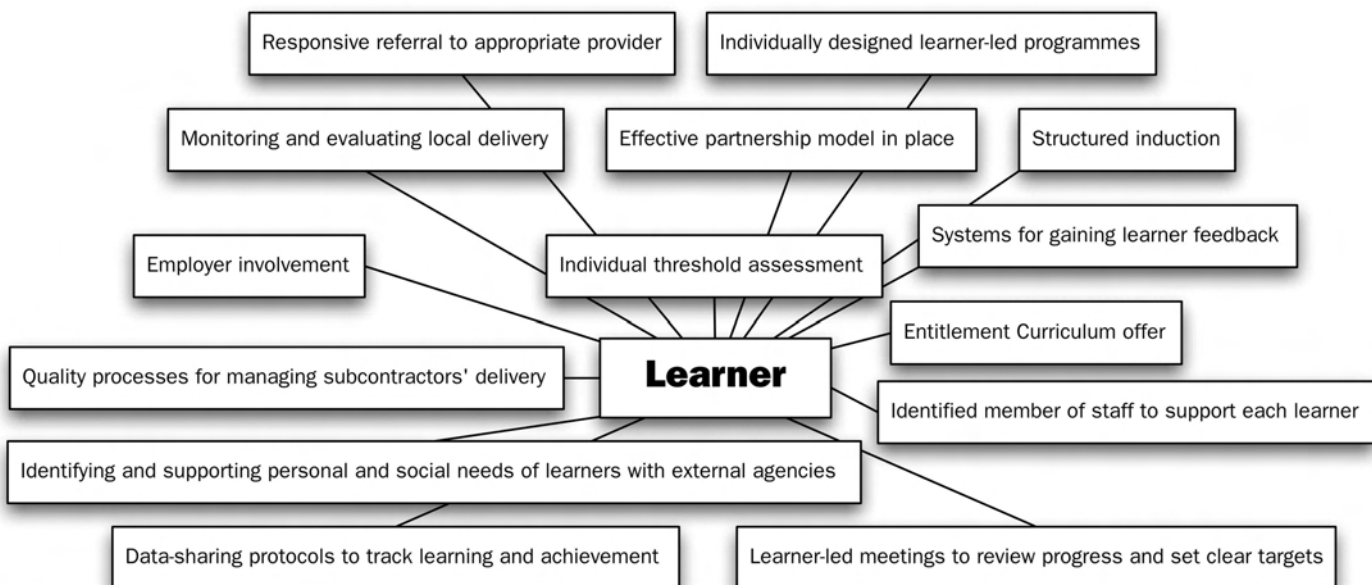 Responsive referral to appropriate provider
Individually designed learner-led programmes
Monitoring and evaluating local delivery
Effective partnership model in place
Structured induction
Systems for gaining learner feedback
Employer involvement
Individual threshold assessment
Entitlement Curriculum offer
Learner
Quality processes for managing subcontractors' delivery
Identified member of staff to support each learner
Identifying and supporting personal and social needs of learners with external agencies
Data-sharing protocols to track learning and achievement
Learner-led meetings to review progress and set clear targets